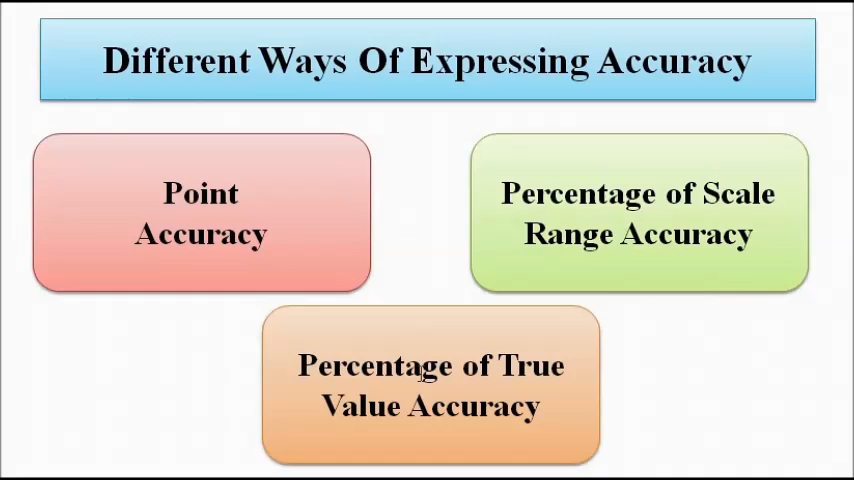 Different Ways Of Expressing Accuracy
Point
Accuracy
Percentage of Scale
Range Accuracy
Percentage of True
Value Accuracy